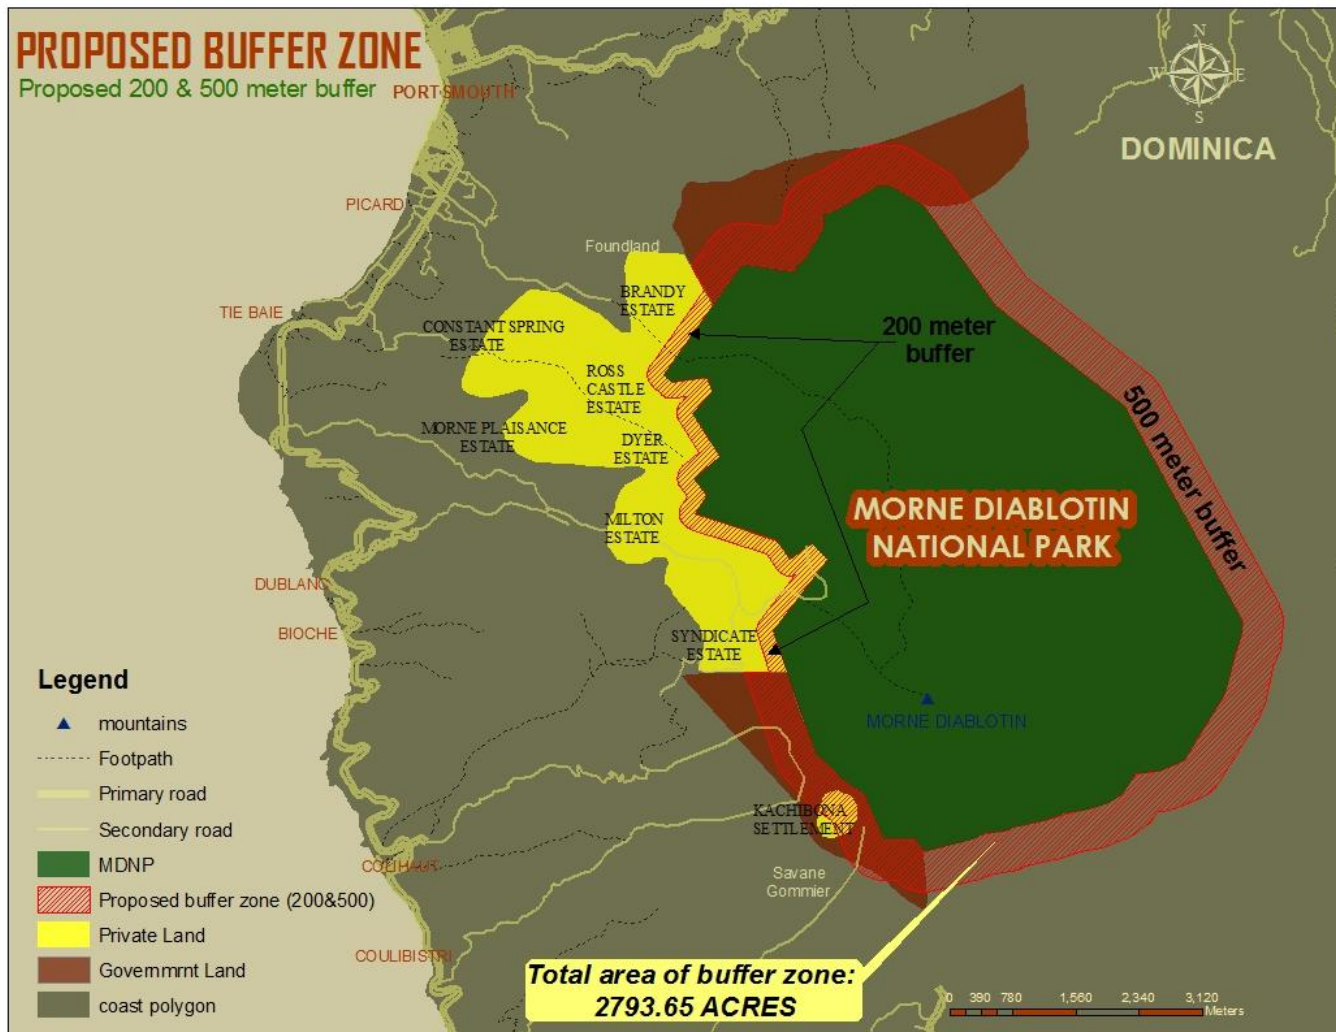 PROPOSED BUFFER ZONE
Proposed 200 & 500 meter buffer
PORTSMOUTH
N
W E
S
DOMINICA
PICARD
Foundland
TIE BAIE
BRANDY
ESTATE
CONSTANT SPRING
ESTATE
200 meter
buffer
ROSS
CASTLE
ESTATE
500 meter buffer
MORNE PLAISANCE
ESTATE
DYER
ESTATE
MORNE DIABLOTIN
NATIONAL PARK
MILTON
ESTATE
DUBLANC
BIOCHE
SYNDICATE
ESTATE
MORNE DIABLOTIN
Legend
mountains
Footpath
Primary road
Secondary road
MDNP
Proposed buffer zone (200&500)
Private Land
Governmrnt Land
coast polygon
KACHIBONA
SETTLEMENT
COLIHAUT
Savane
Gommier
COULIBISTRI
Total area of buffer zone:
2793.65 ACRES
0 390 780 1,560 2,340 3,120
Meters